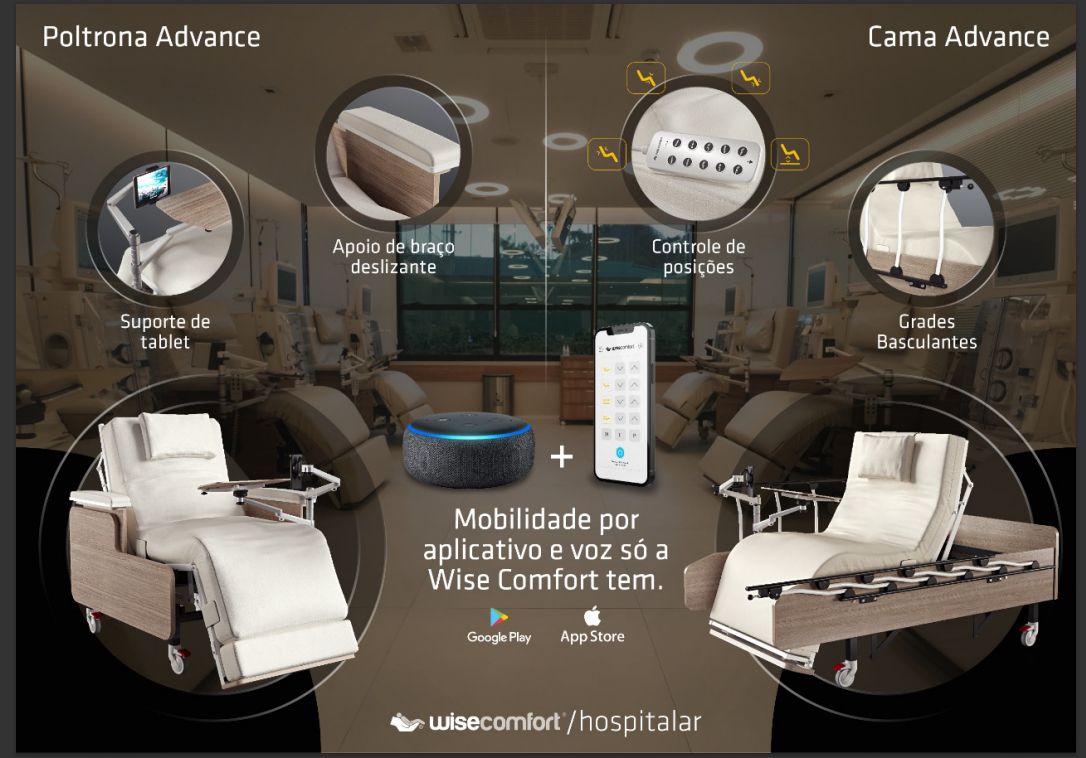 Poltrona Advance
Cama Advance
Apoio de braço
deslizante
Controle de
posições
Suporte de
tablet
Grades
Basculantes
wisecomfort
+
Mobilidade por
aplicativo e voz só a
Wise Comfort tem.
Google Play
App Store
wisecomfort/hospitalar